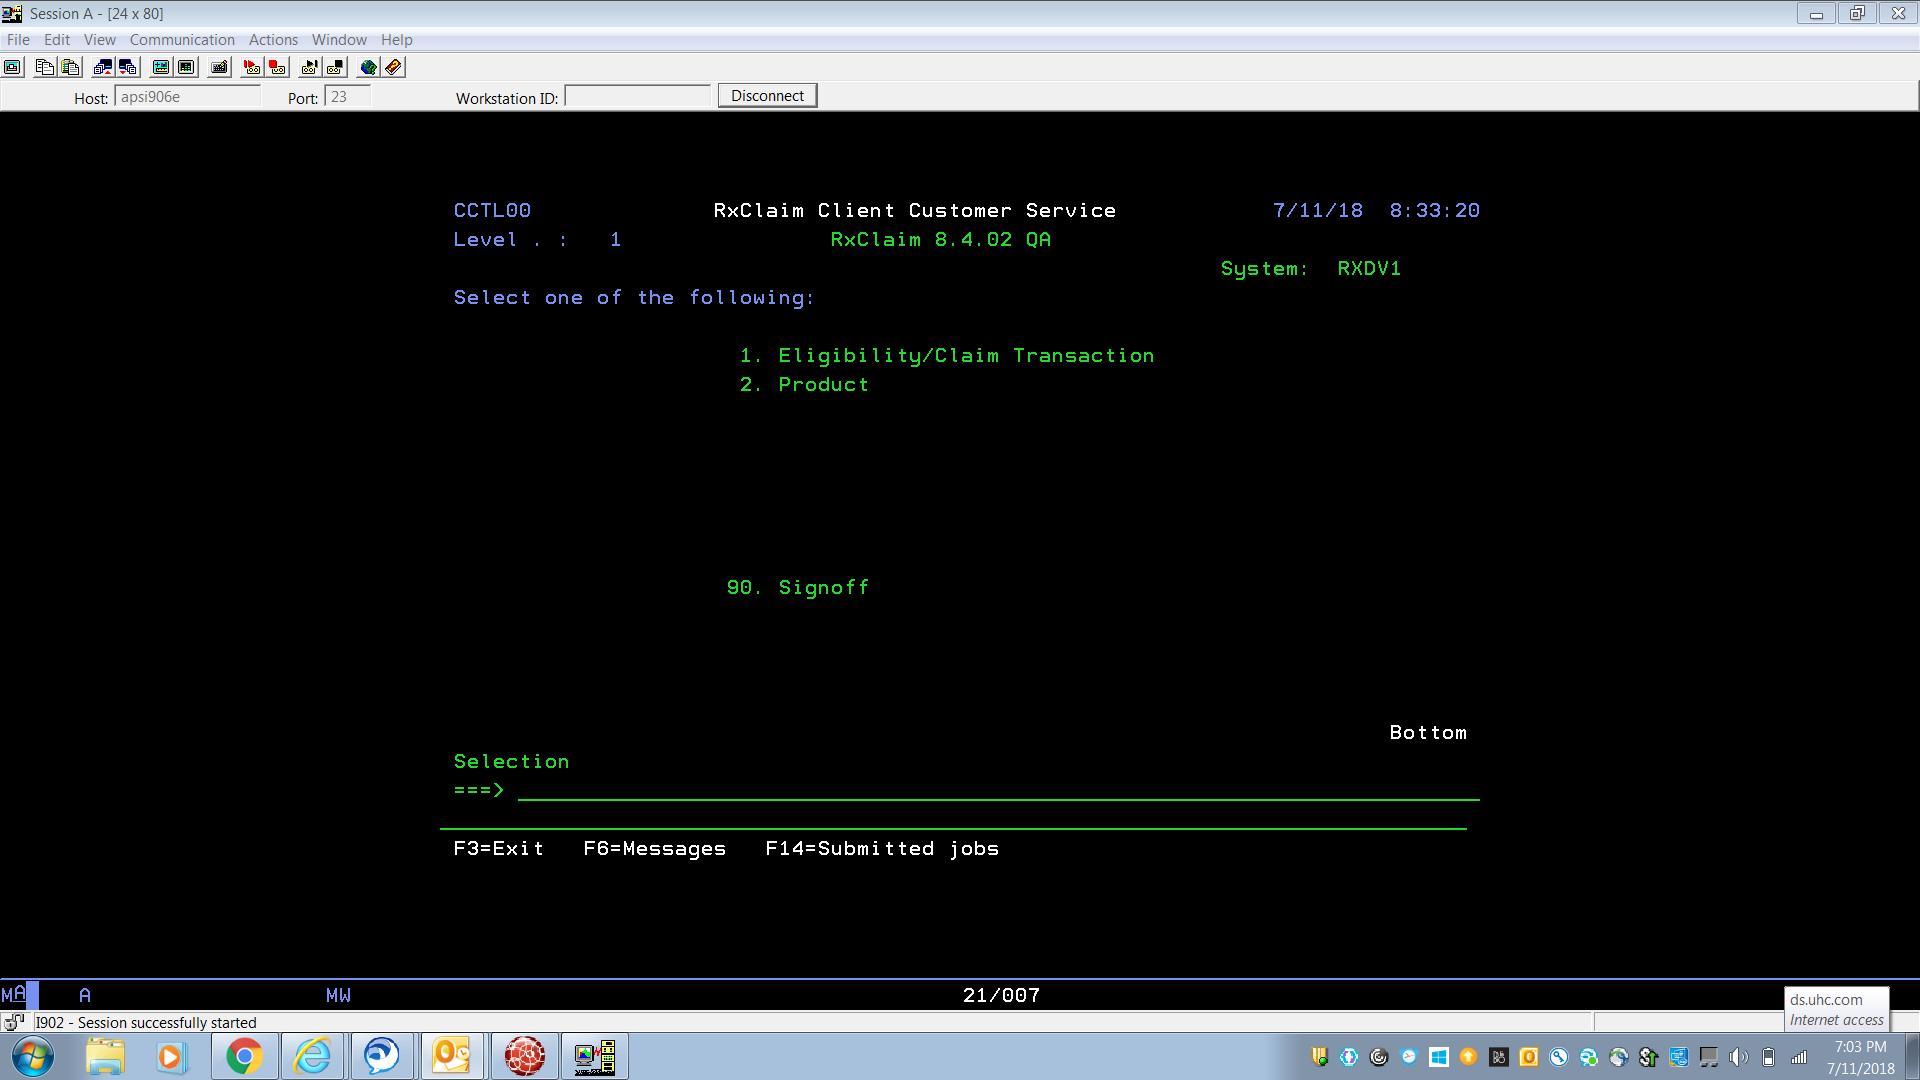 Session A - [24 x 80]
File Edit View Communication Actions Window Help
Host: apsi906e Port: 23 Workstation ID: Disconnect
CCTL00 RxClaim Client Customer Service 7/11/18 8:33:20
Level . : 1 RxClaim 8.4.02 QA
System: RXDV1
Select one of the following:
1. Eligibility/Claim Transaction
2. Product
90. Signoff
Bottom
Selection
===>
F3=Exit F6=Messages F14=Submitted jobs
MA A MW 21/007
ds.uhc.com
Internet access
I902 - Session successfully started
7:03 PM
7/11/2018